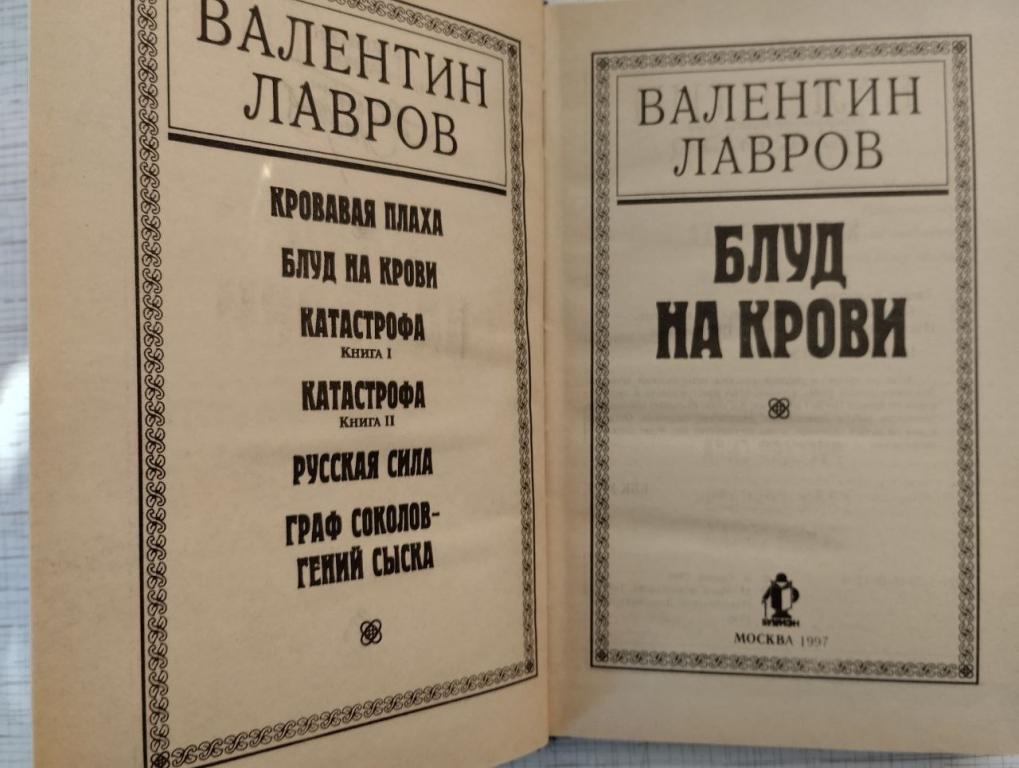 ВАЛЕНТИН
ЛАВРОВ
КРОВАВАЯ ПЛАХА
БЛУД НА КРОВИ
КАТАСТРОФА
КНИГА I
КАТАСТРОФА
КНИГА II
РУССКАЯ СИЛА
ГРАФ СОКОЛОВ-
ГЕНИЙ СЫСКА
ВАЛЕНТИН
ЛАВРОВ
БЛУД
НА КРОВИ
МОСКВА 1997